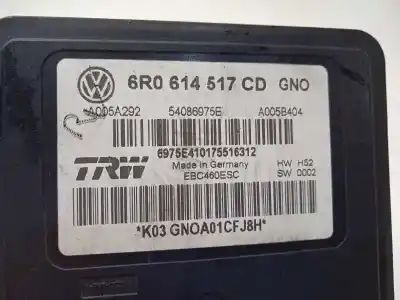 6R0 614 517 CD GNO
A005A292 54086975E A005B404
6975E410175516312
TRW
Made in Germany
EBC460ESC
HW H52
SW 0002
*K03 GNOA01CFJ8H*